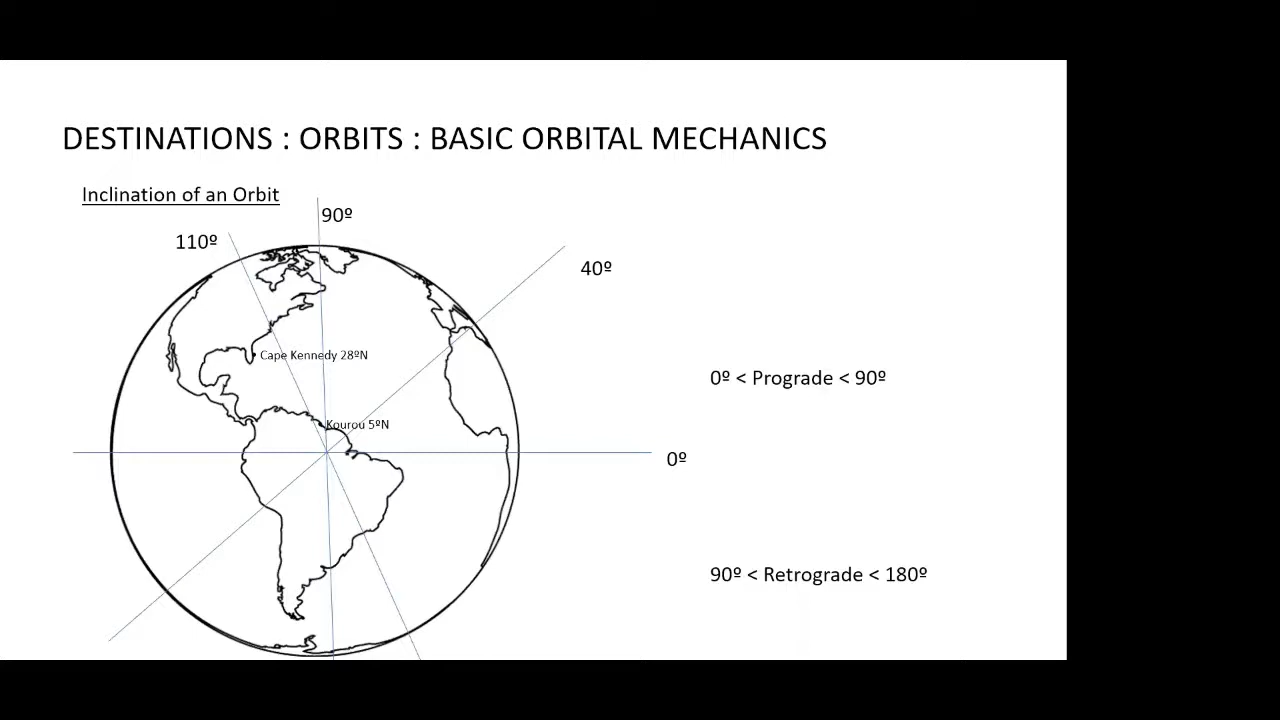 DESTINATIONS : ORBITS : BASIC ORBITAL MECHANICS
Inclination of an Orbit
90º
110º
40º
Cape Kennedy 28ºN
0º < Prograde < 90º
Kourou 5ºN
0º
90º < Retrograde < 180º